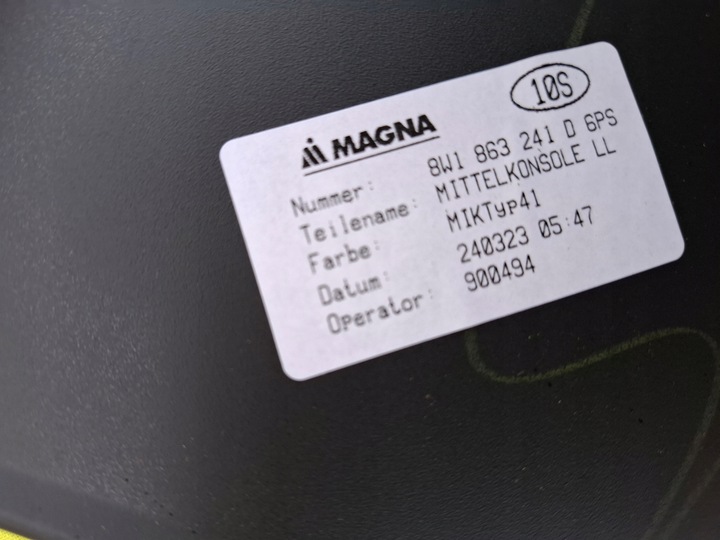 10S
MAGNA
Nummer: 8W1 863 241 D 6PS
Teilename: MITTELKONSOLE LL
Farbe: MIKTyp41
Datum: 240323 05:47
Operator: 900494